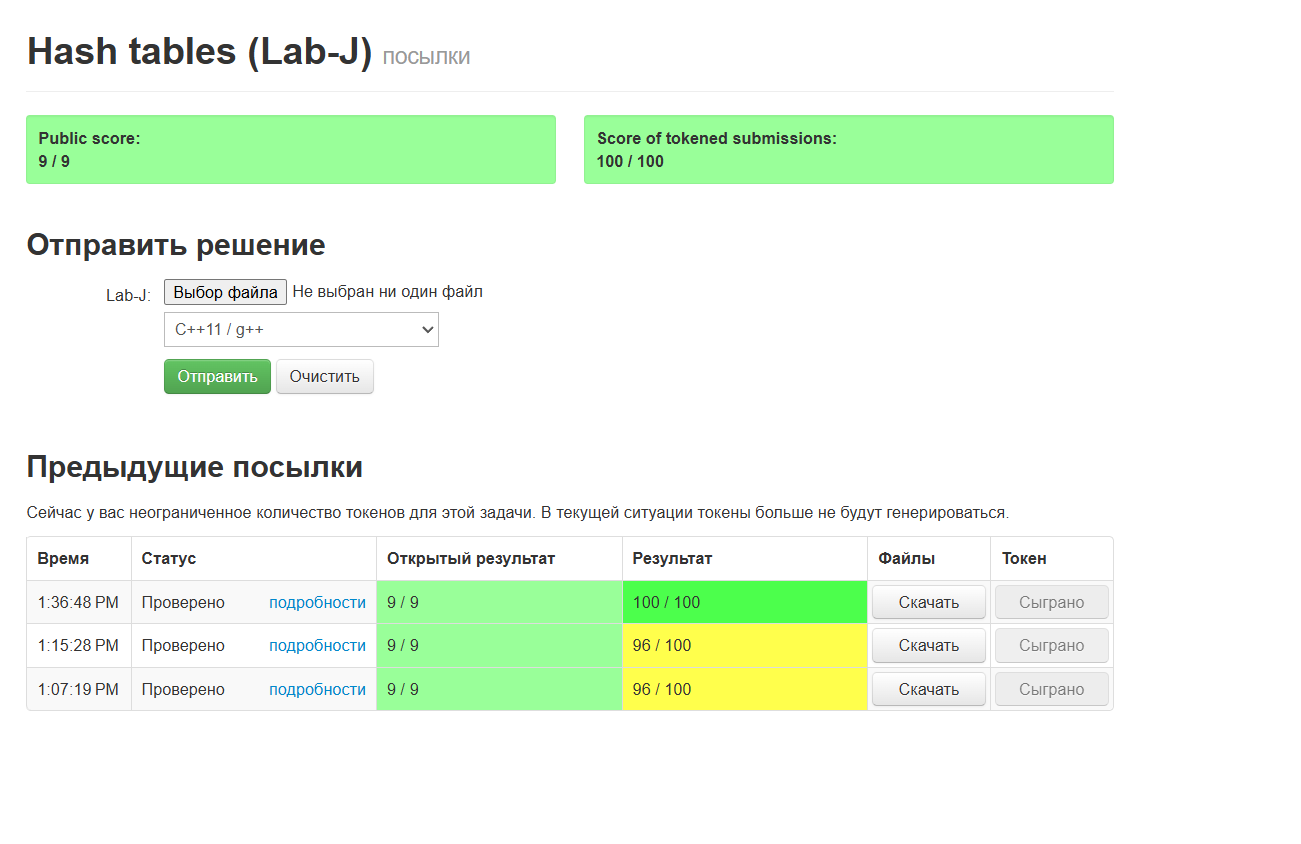 Hash tables (Lab-J) посылки
Public score:
9 / 9
Score of tokened submissions:
100 / 100
Отправить решение
Lab-J: Выбор файла Не выбран ни один файл
C++11 / g++
Отправить Очистить
Предыдущие посылки
Сейчас у вас неограниченное количество токенов для этой задачи. В текущей ситуации токены больше не будут генерироваться.
Время Статус Открытый результат Результат Файлы Токен
1:36:48 PM Проверено подробности 9 / 9 100 / 100 Скачать Сыграно
1:15:28 PM Проверено подробности 9 / 9 96 / 100 Скачать Сыграно
1:07:19 PM Проверено подробности 9 / 9 96 / 100 Скачать Сыграно